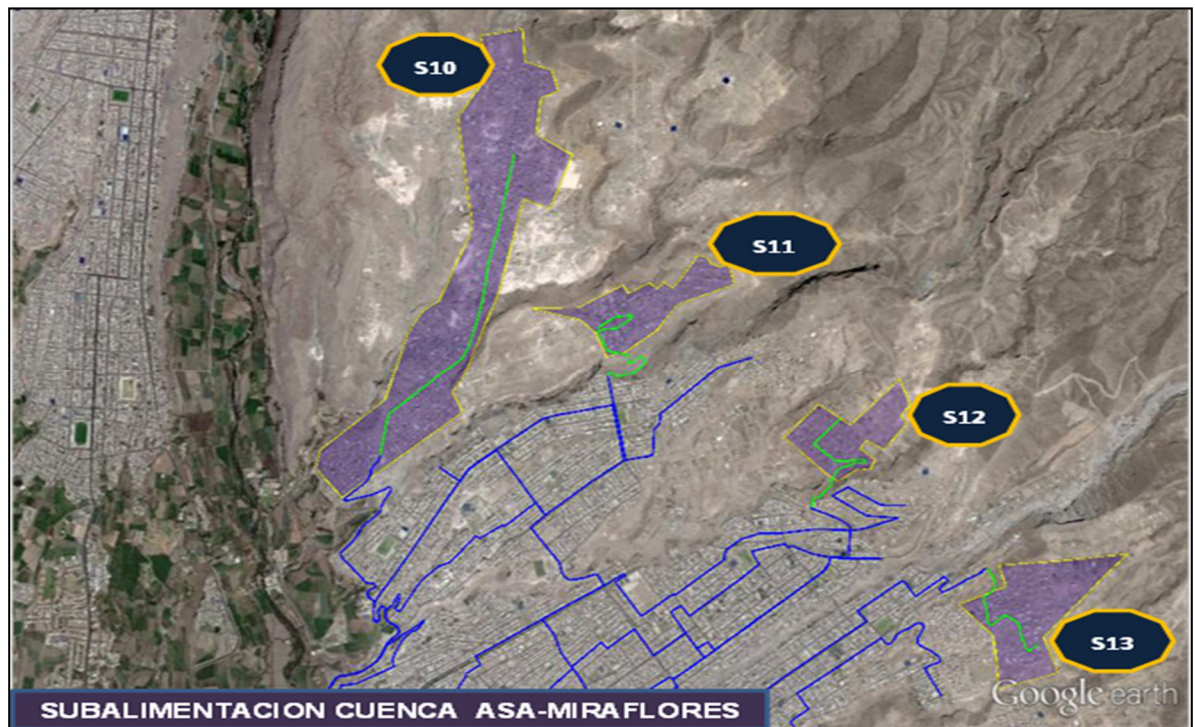 S10
S11
S12
S13
Google earth
SUBALIMENTACION CUENCA ASA-MIRAFLORES